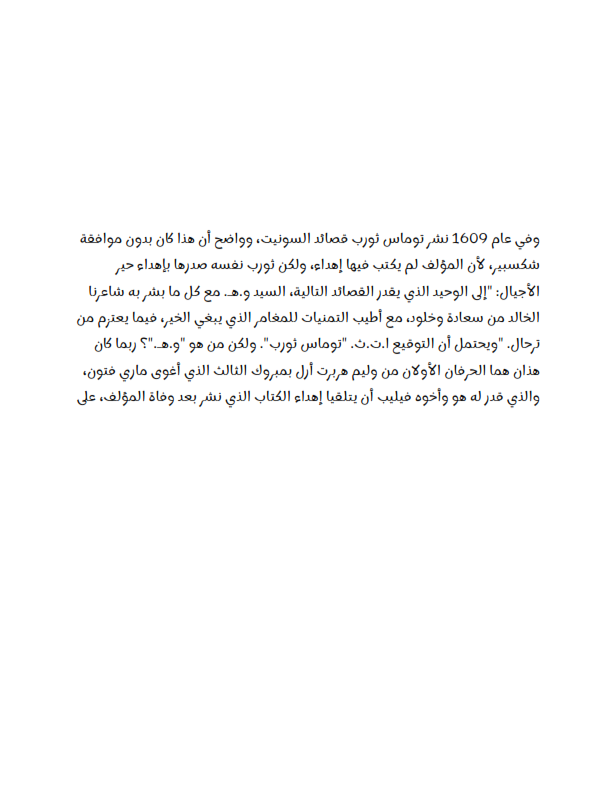 وفي عام 1609 نشر توماس ثورب قصائد السونيت، وواضح أن هذا كان بدون موافقة
شكسبير، لأن المؤلف لم يكتب فيها إهداء، ولكن ثورب نفسه صدرها بإهداء حير
الأجيال: "إلى الوحيد الذي يقدر القصائد التالية، السيد و.هـ. مع كل ما بشر به شاعرنا
الخالد من سعادة وخلود، مع أطيب التمنيات للمغامر الذي يبغي الخير، فيما يعتزم من
ترحال. "ويحتمل أن التوقيع ا.ت.ث. "توماس ثورب". ولكن من هو "و.هـ."؟ ربما كان
هذان هما الحرفان الأولان من وليم هربرت أرل بمبروك الثالث الذي أغوى ماري فتون،
والذي قدر له هو وأخوه فيليب أن يتلقيا إهداء الكتاب الذي نشر بعد وفاة المؤلف، على